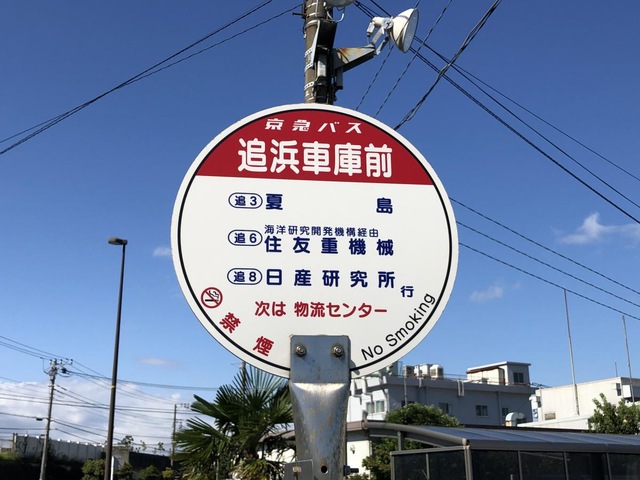 京急バス
追浜車庫前
追3 夏島
海洋研究開発機構経由
追6 住友重機械
追8 日産研究所行
次は 物流センター
禁煙
No Smoking